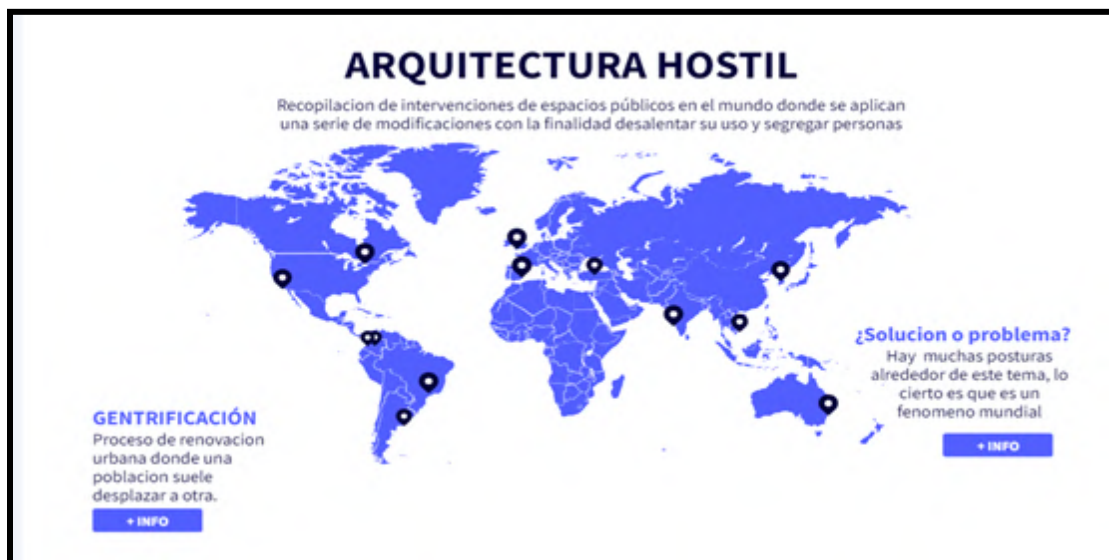 ARQUITECTURA HOSTIL
Recopilacion de intervenciones de espacios públicos en el mundo donde se aplican
una serie de modificaciones con la finalidad desalentar su uso y segregar personas
¿Solucion o problema?
Hay muchas posturas
alrededor de este tema, lo
cierto es que es un
fenomeno mundial
+ INFO
GENTRIFICACIÓN
Proceso de renovacion
urbana donde una
poblacion suele
desplazar a otra.
+ INFO